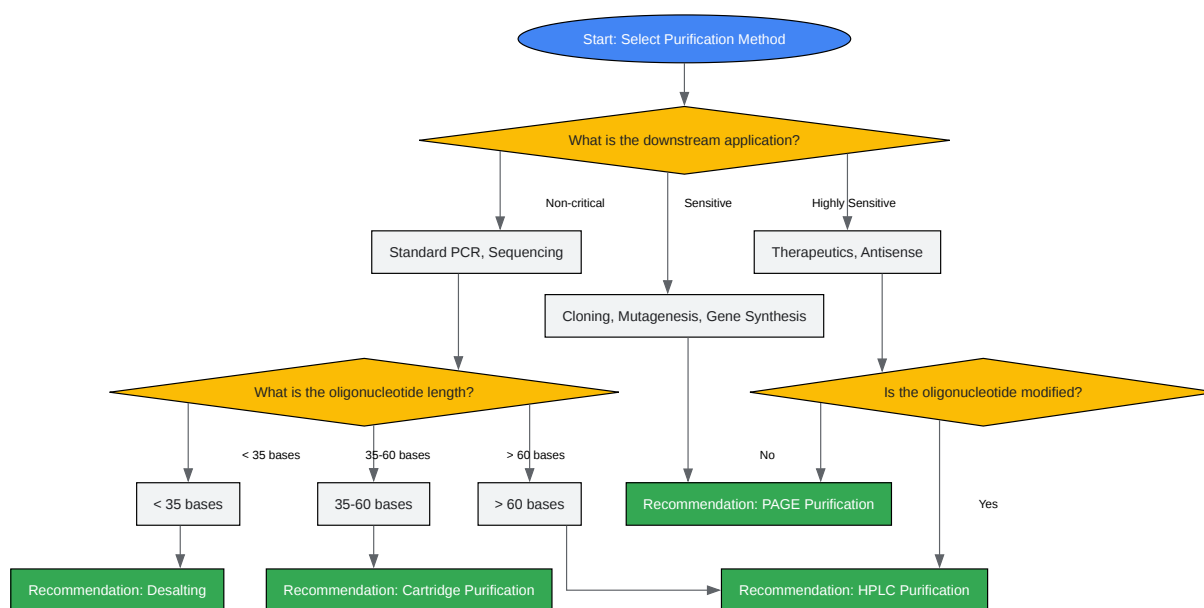 Start: Select Purification Method
What is the downstream application?
Non-critical
Sensitive
Highly Sensitive
Standard PCR, Sequencing
Therapeutics, Antisense
Cloning, Mutagenesis, Gene Synthesis
What is the oligonucleotide length?
Is the oligonucleotide modified?
< 35 bases
35-60 bases
> 60 bases
No
< 35 bases
35-60 bases
> 60 bases
Recommendation: PAGE Purification
Yes
Recommendation: Desalting
Recommendation: Cartridge Purification
Recommendation: HPLC Purification